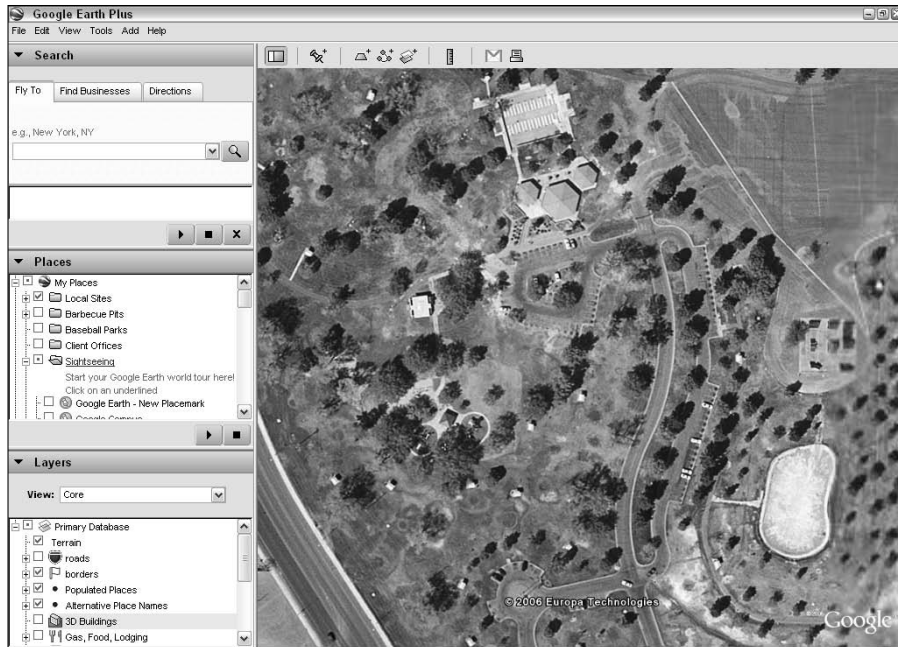 Google Earth Plus
File Edit View Tools Add Help
Search
Fly To Find Businesses Directions
e.g., New York, NY
Places
My Places
Local Sites
Barbecue Pits
Baseball Parks
Client Offices
Sightseeing
Start your Google Earth world tour here!
Click on an underlined
Google Earth - New Placemark
Google Campus
Layers
View: Core
Primary Database
Terrain
roads
borders
Populated Places
Alternative Place Names
3D Buildings
Gas, Food, Lodging
© 2006 Europa Technologies
Google